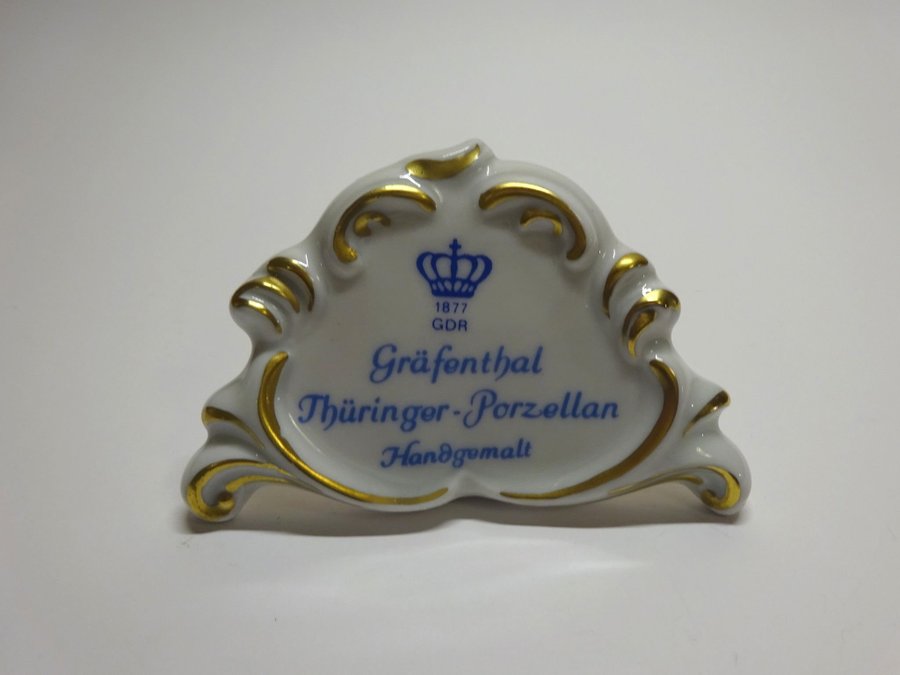 1877
GDR
Gräfenthal
Thüringer-Porzellan
Handgemalt